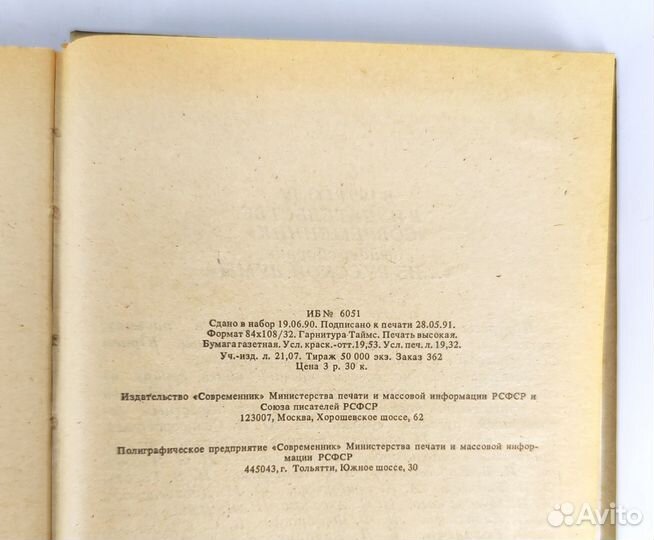 ИБ № 6051
Сдано в набор 19.06.90. Подписано к печати 28.05.91.
Формат 84х108/32. Гарнитура Таймс. Печать высокая.
Бумага газетная. Усл. краск.-отт. 19,53. Усл. печ. л. 19,32.
Уч.-изд. л. 21,07. Тираж 50 000 экз. Заказ 362
Цена 3 р. 30 к.
Издательство «Современник» Министерства печати и массовой информации РСФСР и
Союза писателей РСФСР
123007, Москва, Хорошевское шоссе, 62
Полиграфическое предприятие «Современник» Министерства печати и массовой инфор-
мации РСФСР
445043, г. Тольятти, Южное шоссе, 30
Avito